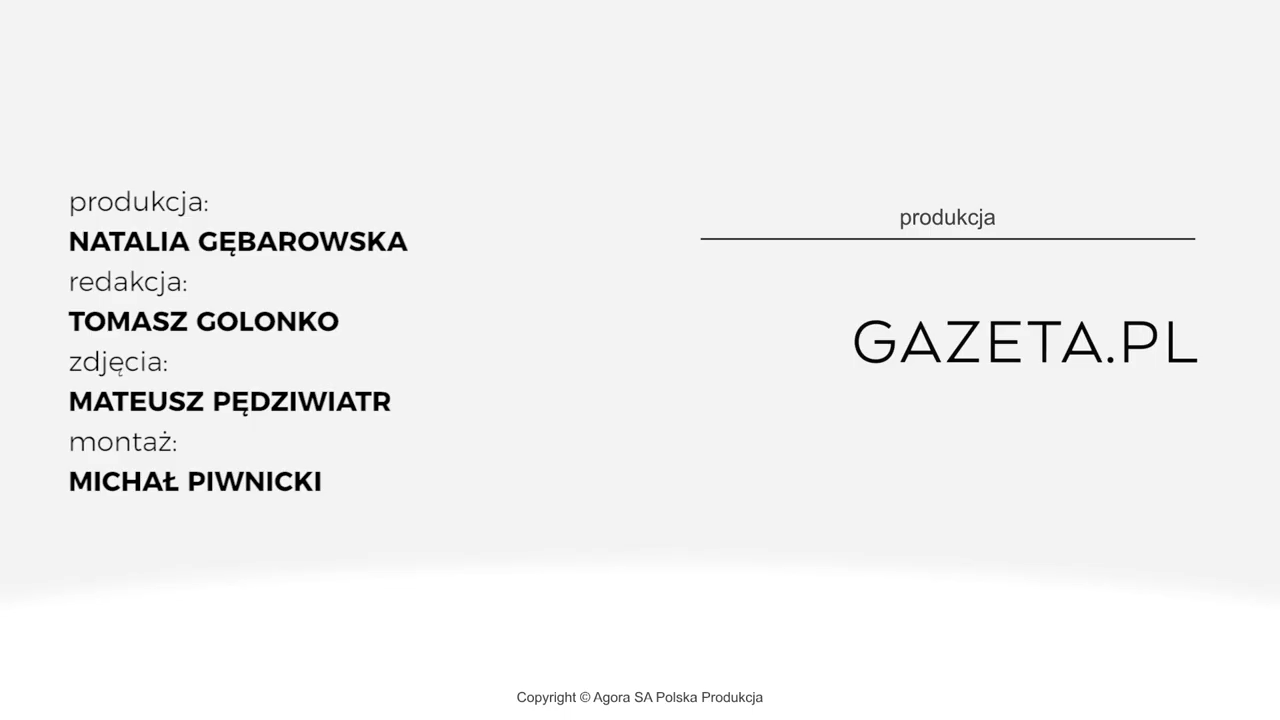 produkcja:
NATALIA GĘBAROWSKA
redakcja:
TOMASZ GOLONKO
zdjęcia:
MATEUSZ PĘDZIWIATR
montaż:
MICHAŁ PIWNICKI
produkcja
GAZETA.PL
Copyright © Agora SA Polska Produkcja